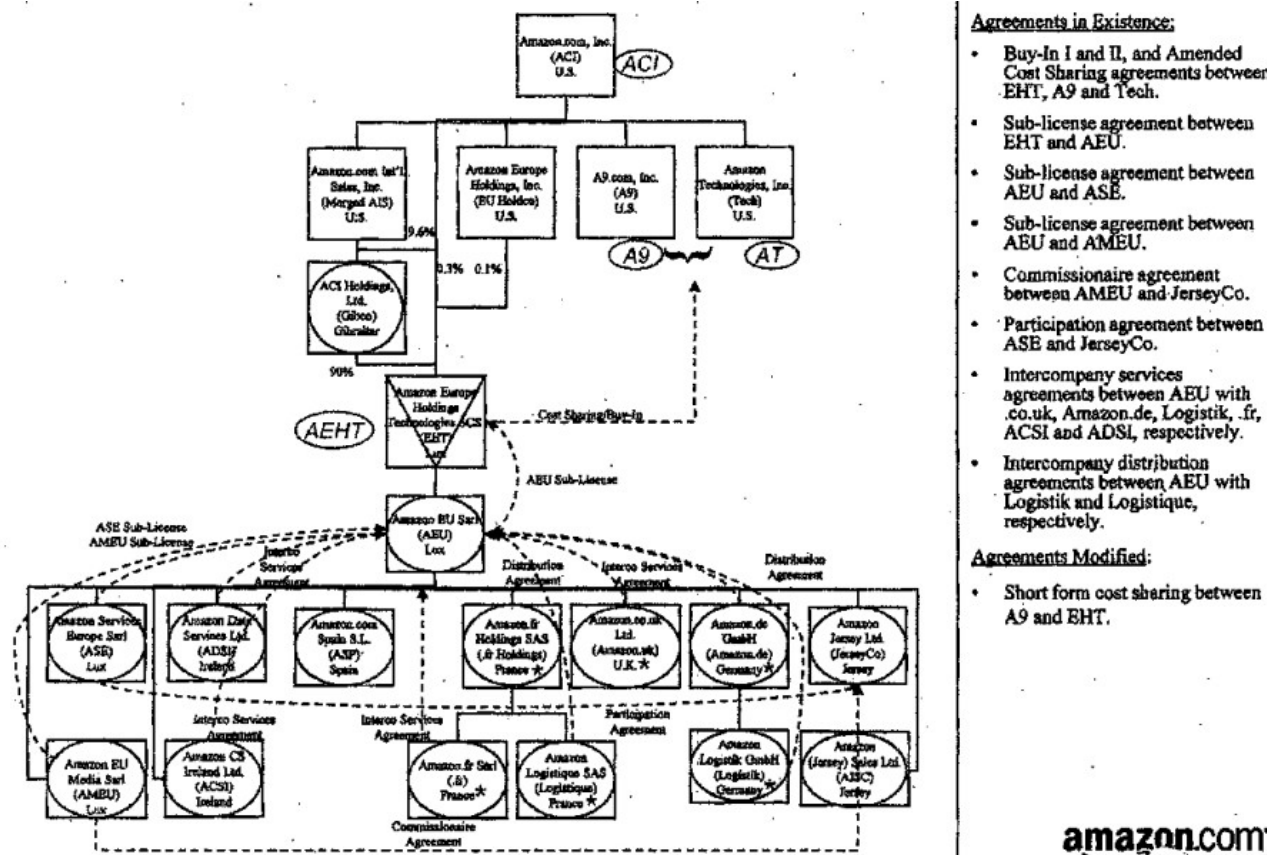 Amazon.com, Inc.
(ACI)
U.S.
ACI
Amazon.com Int'l
Sales, Inc.
(Merged AIS)
U.S.
Amazon Europe
Holdings, Inc.
(EU Holdco)
U.S.
A9.com, Inc.
(A9)
U.S.
Amazon
Technologies, Inc.
(Tech)
U.S.
9.6%
0.3% 0.1%
A9
AT
ACI Holdings,
Ltd.
(Gibco)
Gibraltar
90%
Amazon Europe
Holdings
Technologies SCS
(EHT)
Lux
AEHT
Cost Sharing/Buy-In
AEU Sub-License
Amazon EU Sarl
(AEU)
Lux
ASE Sub-License
AMEU Sub-License
Interco
Services
Agreement
Distribution
Agreement
Interco Services
Agreement
Distribution
Agreement
Amazon Services
Europe Sarl
(ASE)
Lux
Amazon Data
Services Ltd.
(ADSI)
Ireland
Amazon.com
Spain S.L.
(ASP)
Spain
Amazon.fr
Holdings SAS
(.fr Holdings)
France *
Amazon.co.uk
Ltd.
(Amazon.uk)
U.K. *
Amazon.de
GmbH
(Amazon.de)
Germany *
Amazon
Jersey Ltd.
(JerseyCo)
Jersey
Interco Services
Agreement
Interco Services
Agreement
Participation
Agreement
Amazon EU
Media Sarl
(AMEU)
Lux
Amazon CS
Ireland Ltd.
(ACSI)
Ireland
Amazon.fr Sarl
(.fr)
France *
Amazon
Logistique SAS
(Logistique)
France *
Amazon
Logistik GmbH
(Logistik)
Germany *
Amazon
(Jersey) Sales Ltd.
(AJSC)
Jersey
Commissionaire
Agreement
Agreements in Existence:
• Buy-In I and II, and Amended
Cost Sharing agreements between
EHT, A9 and Tech.
• Sub-license agreement between
EHT and AEU.
• Sub-license agreement between
AEU and ASE.
• Sub-license agreement between
AEU and AMEU.
• Commissionaire agreement
between AMEU and JerseyCo.
• Participation agreement between
ASE and JerseyCo.
• Intercompany services
agreements between AEU with
.co.uk, Amazon.de, Logistik, .fr,
ACSI and ADSI, respectively.
• Intercompany distribution
agreements between AEU with
Logistik and Logistique,
respectively.
Agreements Modified:
• Short form cost sharing between
A9 and EHT.
amazon.com